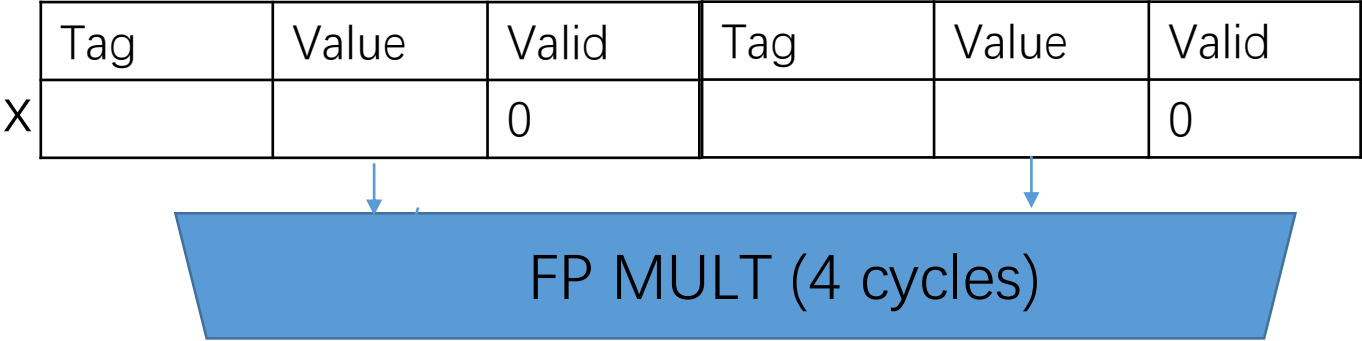 Tag Value Valid Tag Value Valid
X 0 0
FP MULT (4 cycles)